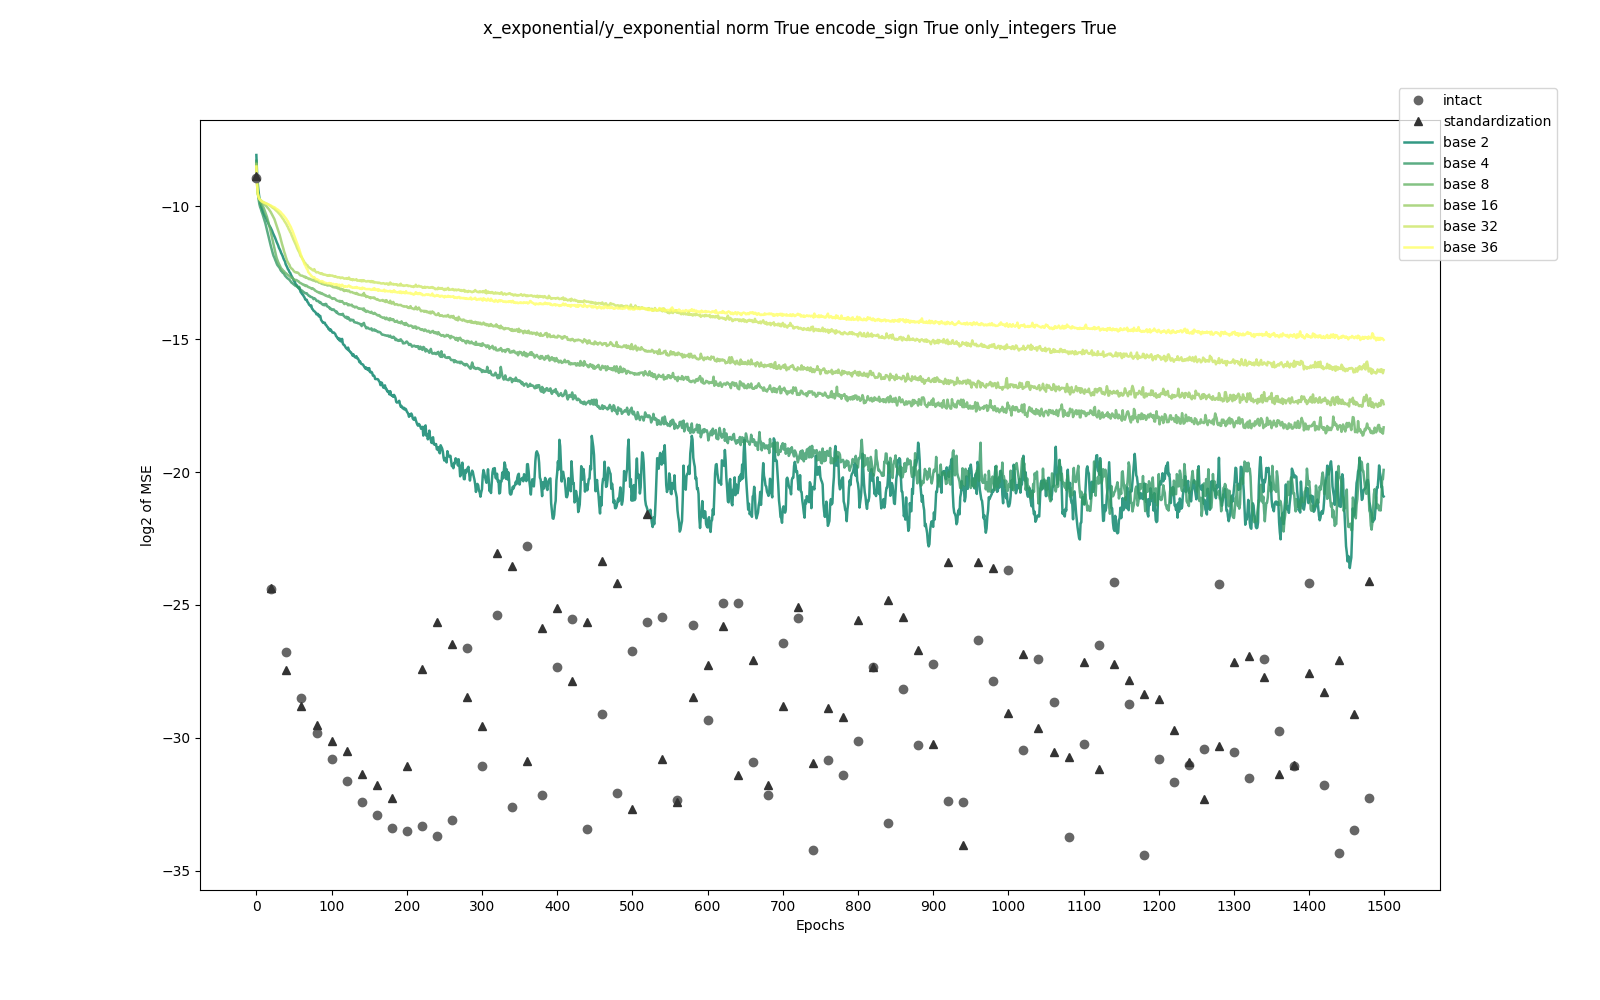 x_exponential/y_exponential norm True encode_sign True only_integers True
intact
standardization
base 2
base 4
base 8
base 16
base 32
base 36
log2 of MSE
−10
−15
−20
−25
−30
−35
0 100 200 300 400 500 600 700 800 900 1000 1100 1200 1300 1400 1500
Epochs